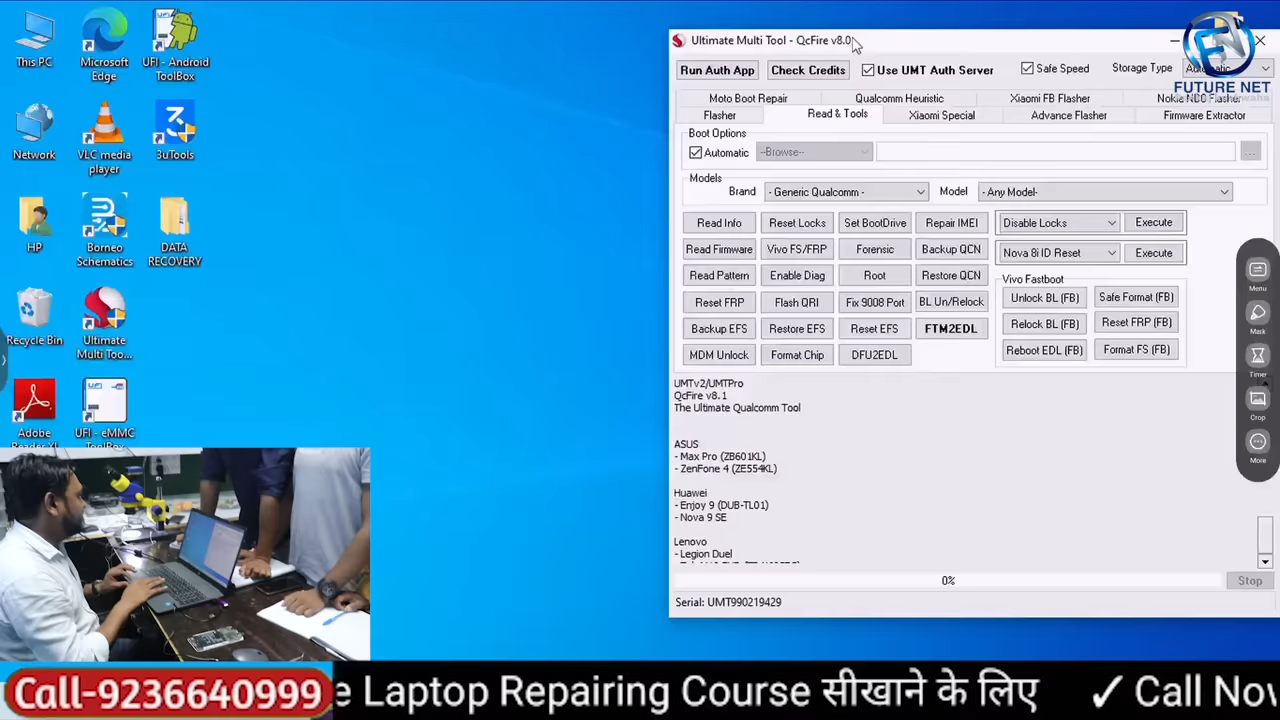 This PC
Microsoft Edge
UFI - Android ToolBox
Network
VLC media player
3uTools
HP
Borneo Schematics
DATA RECOVERY
Recycle Bin
Ultimate Multi Too...
Adobe
UFI - eMMC
Ultimate Multi Tool - QcFire v8.0
FUTURE NET
Run Auth App
Check Credits
Use UMT Auth Server
Safe Speed
Storage Type
Moto Boot Repair
Qualcomm Heuristic
Xiaomi FB Flasher
Flasher
Read & Tools
Xiaomi Special
Advance Flasher
Firmware Extractor
Boot Options
Automatic
--Browse--
...
Models
Brand
- Generic Qualcomm -
Model
- Any Model-
Read Info
Reset Locks
Set BootDrive
Repair IMEI
Disable Locks
Execute
Read Firmware
Vivo FS/FRP
Forensic
Backup QCN
Nova 8i ID Reset
Execute
Read Pattern
Enable Diag
Root
Restore QCN
Vivo Fastboot
Reset FRP
Flash QRI
Fix 9008 Port
BL Un/Relock
Unlock BL (FB)
Safe Format (FB)
Backup EFS
Restore EFS
Reset EFS
FTM2EDL
Relock BL (FB)
Reset FRP (FB)
MDM Unlock
Format Chip
DFU2EDL
Reboot EDL (FB)
Format FS (FB)
UMTv2/UMTPro
QcFire v8.1
The Ultimate Qualcomm Tool
ASUS
- Max Pro (ZB601KL)
- ZenFone 4 (ZE554KL)
Huawei
- Enjoy 9 (DUB-TL01)
- Nova 9 SE
Lenovo
- Legion Duel
0%
Stop
Serial: UMT990219429
Menu
Mark
Timer
Crop
More
Call-9236640999
e Laptop Repairing Course सीखाने के लिए ✓ Call Now